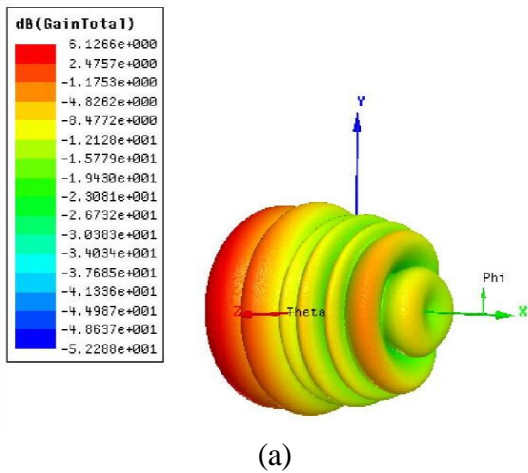 dB(GainTotal)
6.1266e+000
2.4757e+000
-1.1753e+000
-4.8262e+000
-8.4772e+000
-1.2128e+001
-1.5779e+001
-1.9430e+001
-2.3081e+001
-2.6732e+001
-3.0383e+001
-3.4034e+001
-3.7685e+001
-4.1336e+001
-4.4987e+001
-4.8637e+001
-5.2288e+001
Y
Phi
Z
Theta
X
(a)